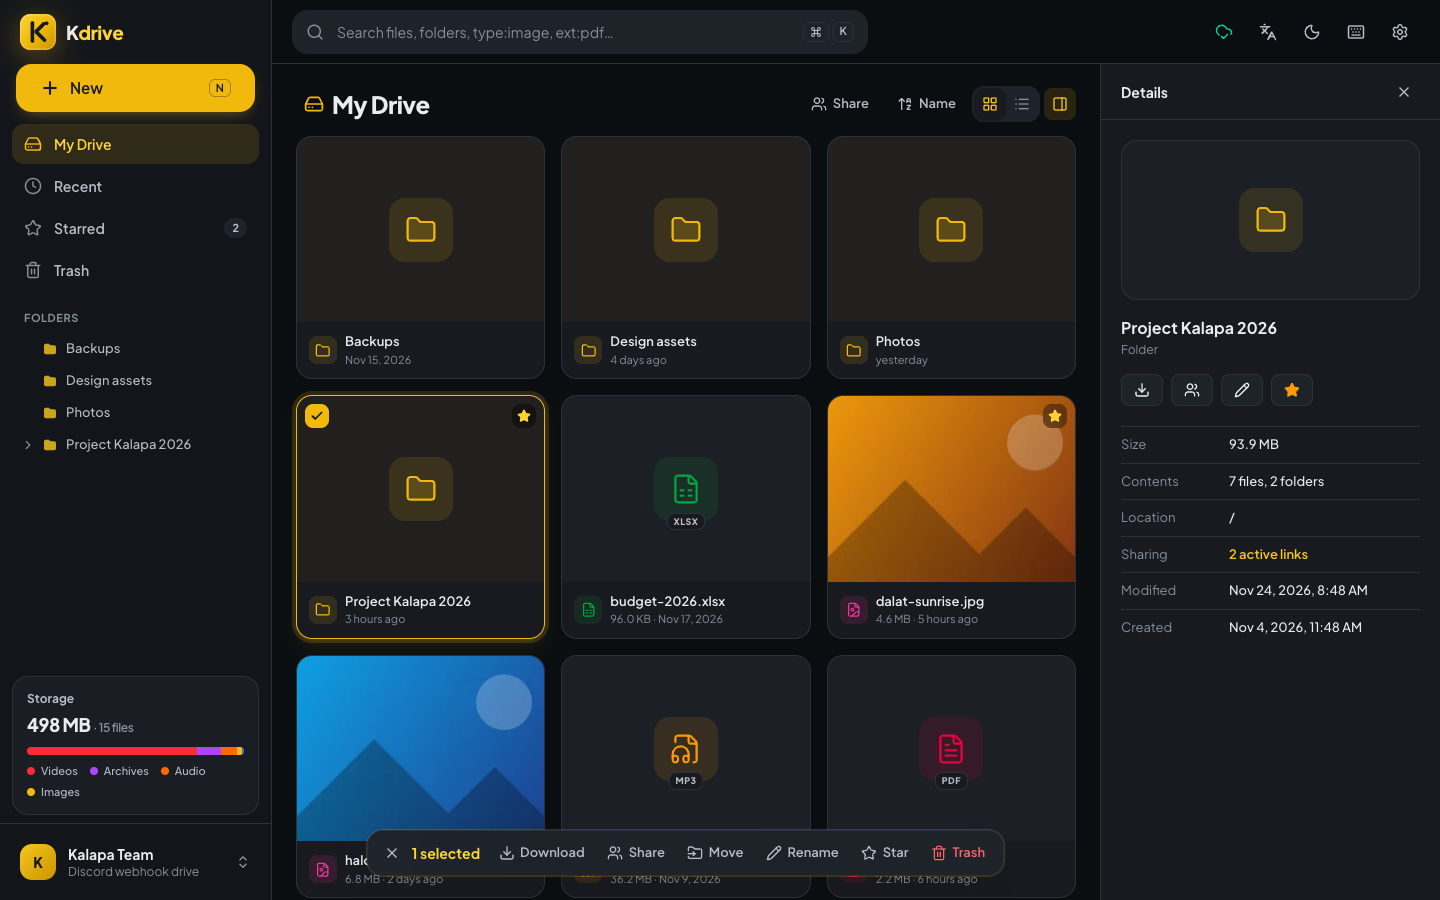 K Kdrive
Search files, folders, type:image, ext:pdf...
⌘ K
New N
My Drive
Recent
Starred 2
Trash
FOLDERS
Backups
Design assets
Photos
Project Kalapa 2026
Storage
498 MB · 15 files
Videos Archives Audio
Images
K
Kalapa Team
Discord webhook drive
My Drive
Share
Name
Backups
Nov 15, 2026
Design assets
4 days ago
Photos
yesterday
Project Kalapa 2026
3 hours ago
XLSX
budget-2026.xlsx
96.0 KB · Nov 17, 2026
dalat-sunrise.jpg
4.6 MB · 5 hours ago
6.8 MB · 2 days ago
MP3
36.2 MB · Nov 9, 2026
PDF
2.2 MB · 6 hours ago
1 selected Download Share Move Rename Star Trash
Details
Project Kalapa 2026
Folder
Size 93.9 MB
Contents 7 files, 2 folders
Location /
Sharing 2 active links
Modified Nov 24, 2026, 8:48 AM
Created Nov 4, 2026, 11:48 AM